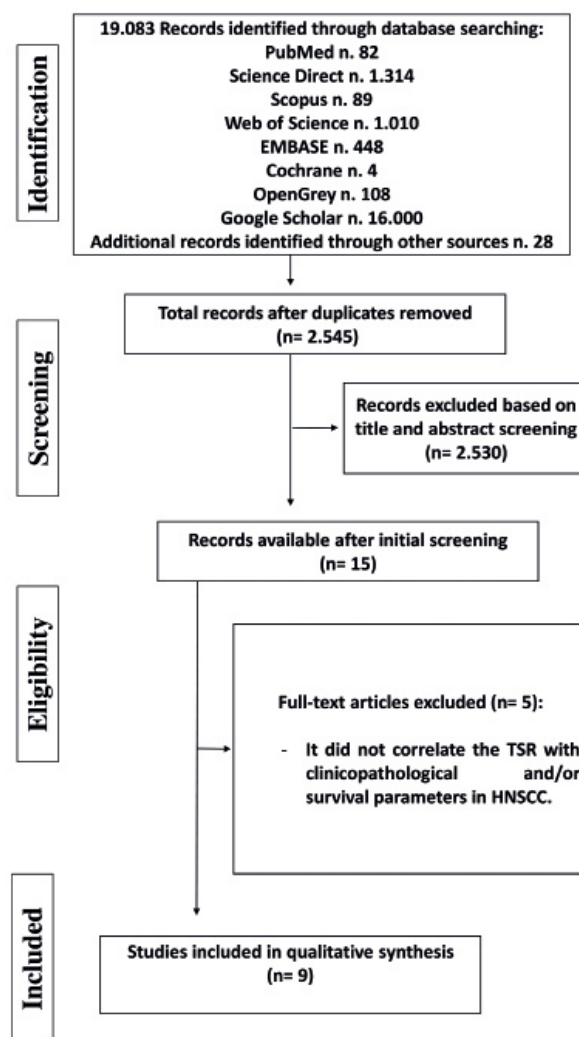 Identification
19.083 Records identified through database searching:
PubMed n. 82
Science Direct n. 1.314
Scopus n. 89
Web of Science n. 1.010
EMBASE n. 448
Cochrane n. 4
OpenGrey n. 108
Google Scholar n. 16.000
Additional records identified through other sources n. 28
Screening
Total records after duplicates removed
(n= 2.545)
Records excluded based on
title and abstract screening
(n= 2.530)
Records available after initial screening
(n= 15)
Eligibility
Full-text articles excluded (n= 5):
- It did not correlate the TSR with
clinicopathological and/or
survival parameters in HNSCC.
Included
Studies included in qualitative synthesis
(n= 9)